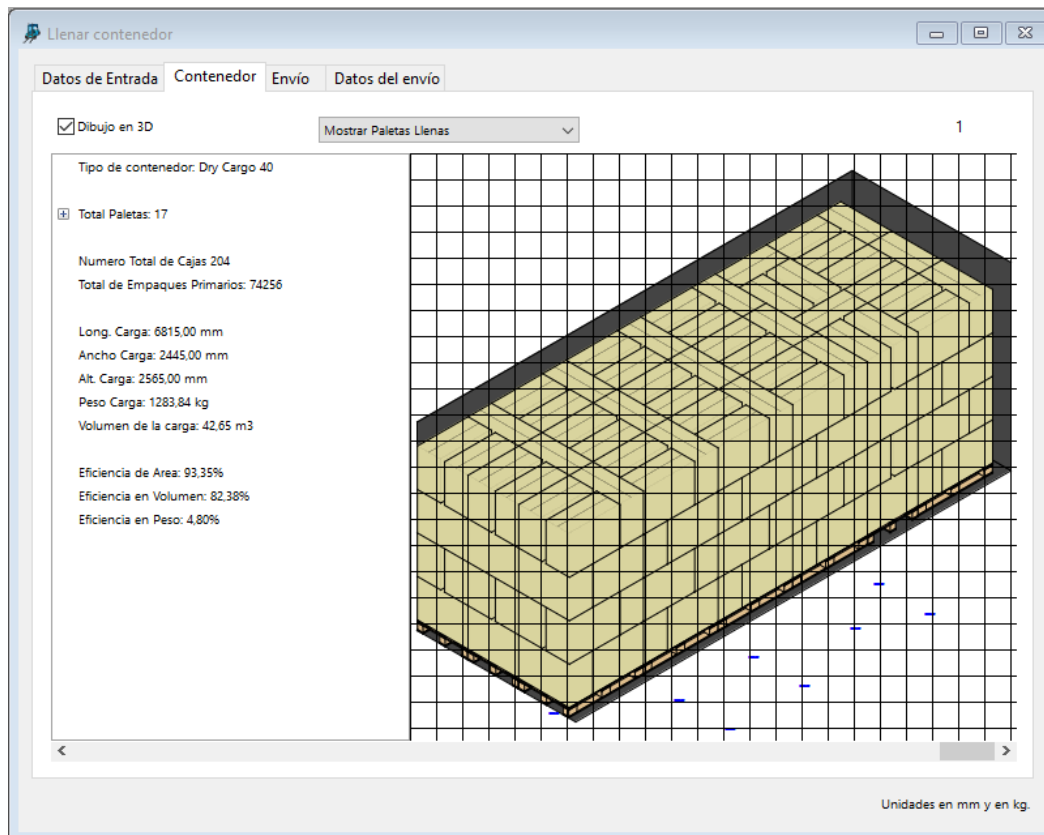 Llenar contenedor
Datos de Entrada Contenedor Envío Datos del envío
Dibujo en 3D Mostrar Paletas Llenas 1
Tipo de contenedor: Dry Cargo 40
Total Paletas: 17
Numero Total de Cajas 204
Total de Empaques Primarios: 74256
Long. Carga: 6815,00 mm
Ancho Carga: 2445,00 mm
Alt. Carga: 2565,00 mm
Peso Carga: 1283,84 kg
Volumen de la carga: 42,65 m3
Eficiencia de Area: 93,35%
Eficiencia en Volumen: 82,38%
Eficiencia en Peso: 4,80%
Unidades en mm y en kg.